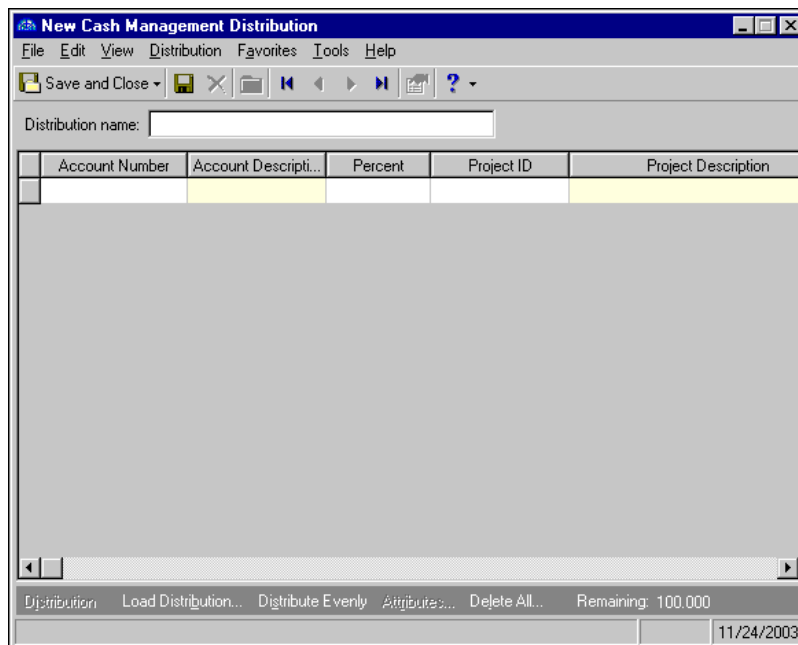 New Cash Management Distribution
File Edit View Distribution Favorites Tools Help
Save and Close
Distribution name:
Account Number Account Descripti... Percent Project ID Project Description
Distribution Load Distribution... Distribute Evenly Attributes... Delete All... Remaining: 100.000
11/24/2003